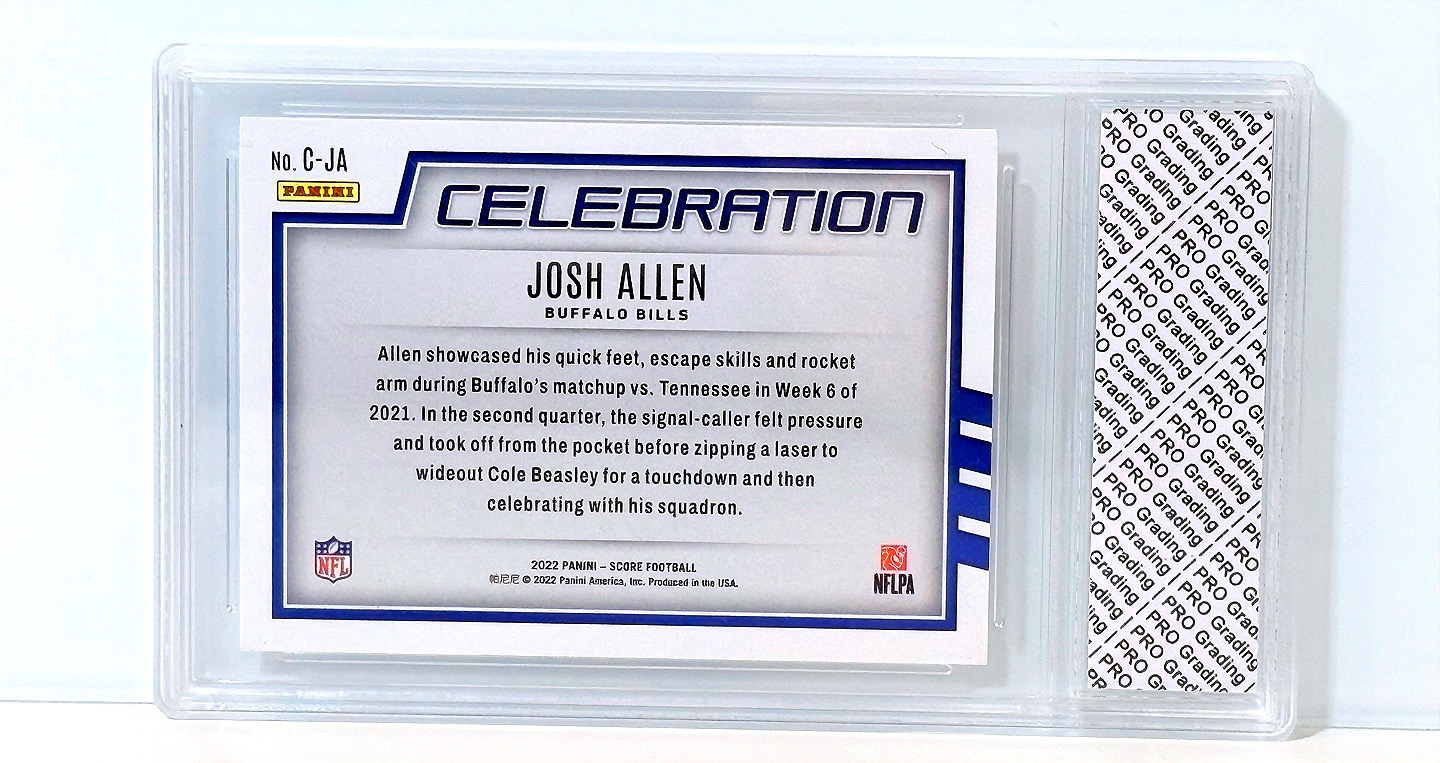 No. C-JA
PANINI
CELEBRATION
JOSH ALLEN
BUFFALO BILLS
Allen showcased his quick feet, escape skills and rocket
arm during Buffalo's matchup vs. Tennessee in Week 6 of
2021. In the second quarter, the signal-caller felt pressure
and took off from the pocket before zipping a laser to
wideout Cole Beasley for a touchdown and then
celebrating with his squadron.
NFL
2022 PANINI – SCORE FOOTBALL
帕尼尼 © 2022 Panini America, Inc. Produced in the USA.
NFLPA
PRO Grading | PRO Grading